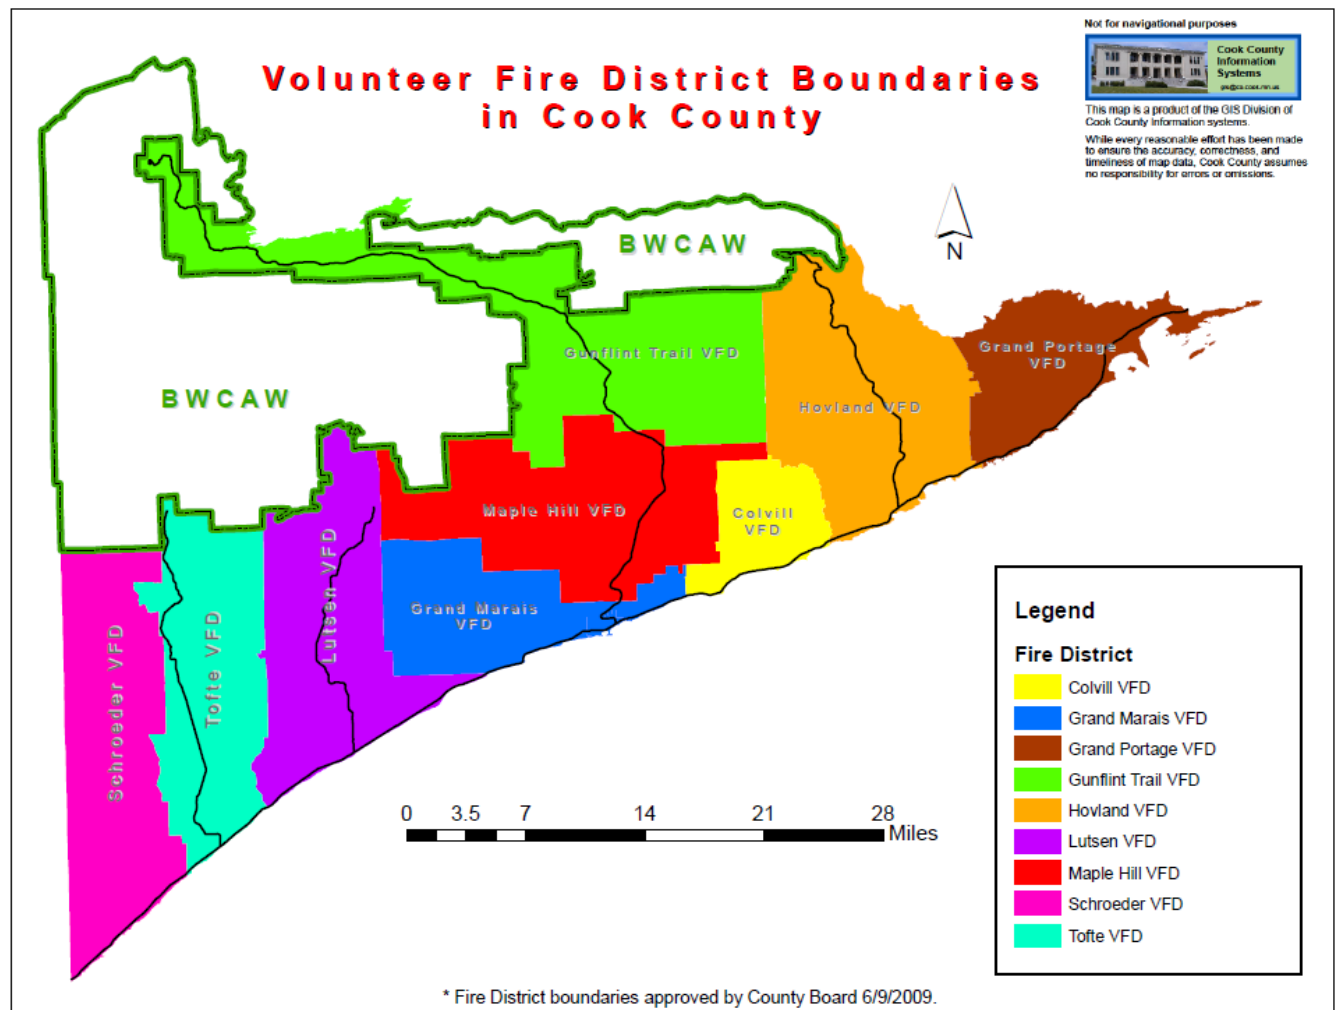 Not for navigational purposes
Cook County
Information
Systems
gis@co.cook.mn.us
This map is a product of the GIS Division of
Cook County Information systems.
While every reasonable effort has been made
to ensure the accuracy, correctness, and
timeliness of map data, Cook County assumes
no responsibility for errors or omissions.
Volunteer Fire District Boundaries
in Cook County
N
BWCAW
BWCAW
Gunflint Trail VFD
Grand Portage
VFD
Hovland VFD
Maple Hill VFD
Colvill
VFD
Grand Marais
VFD
Lutsen VFD
Tofte VFD
Schroeder VFD
0 3.5 7 14 21 28
Miles
Legend
Fire District
Colvill VFD
Grand Marais VFD
Grand Portage VFD
Gunflint Trail VFD
Hovland VFD
Lutsen VFD
Maple Hill VFD
Schroeder VFD
Tofte VFD
* Fire District boundaries approved by County Board 6/9/2009.